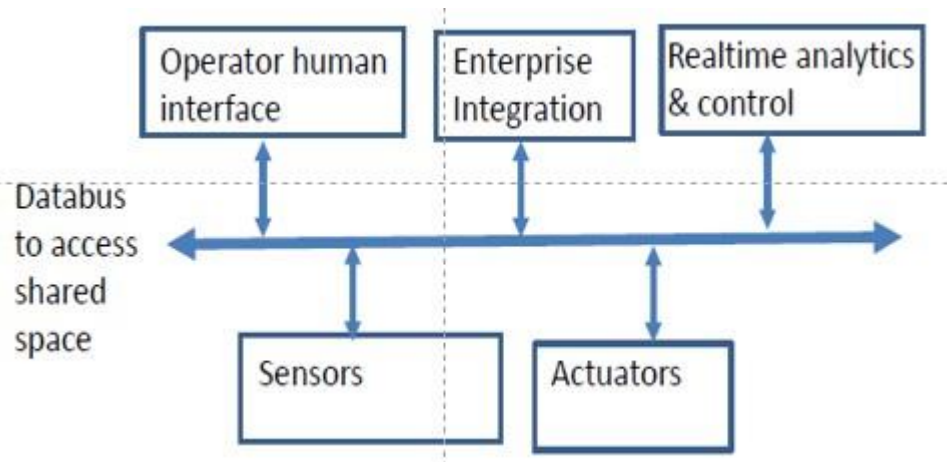 Operator human
interface
Enterprise
Integration
Realtime analytics
& control
Databus
to access
shared
space
Sensors
Actuators